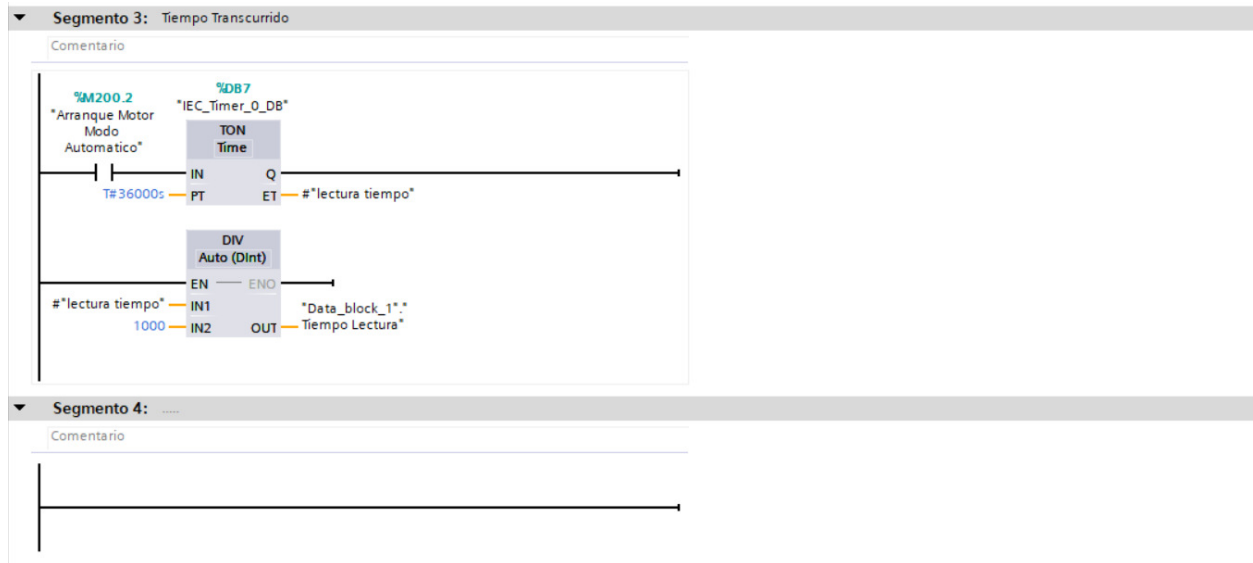 Segmento 3: Tiempo Transcurrido
Comentario
%M200.2
"Arranque Motor
Modo
Automatico"
%DB7
"IEC_Timer_0_DB"
TON
Time
IN Q
T#36000s PT ET #"lectura tiempo"
DIV
Auto (DInt)
EN ENO
#"lectura tiempo" IN1
1000 IN2 OUT
"Data_block_1"."
Tiempo Lectura"
Segmento 4: .....
Comentario